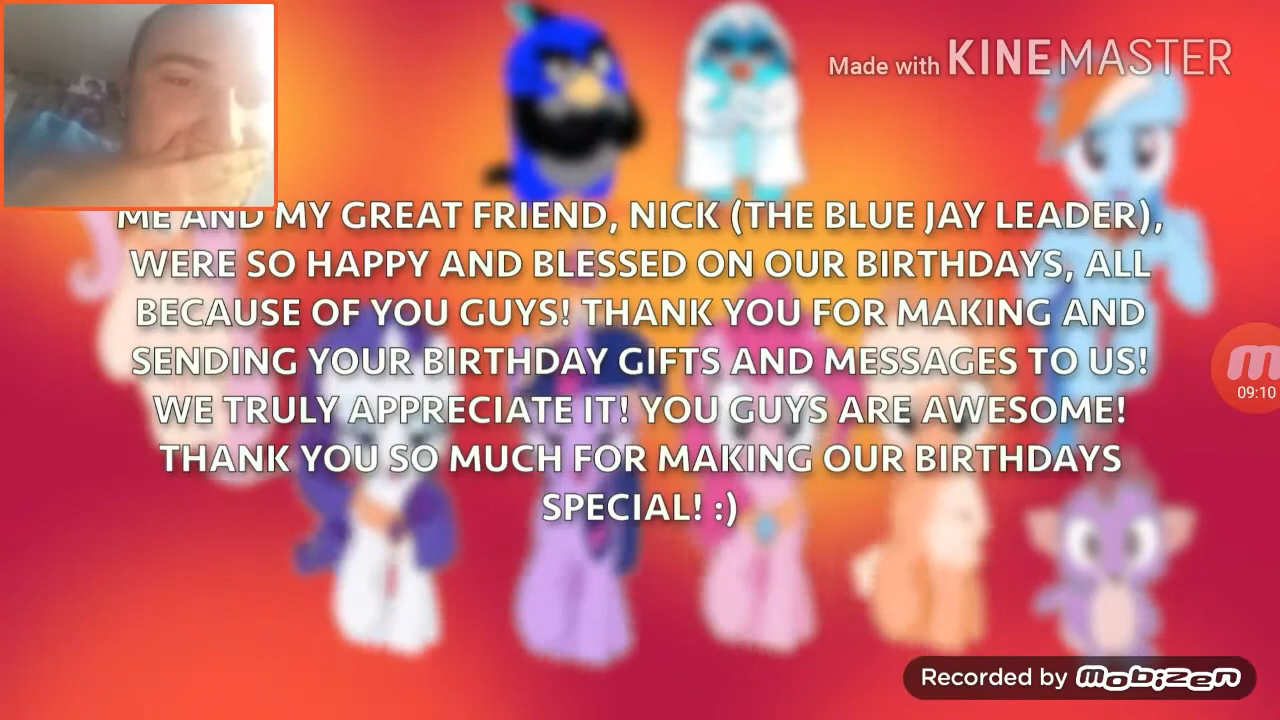 Made with KINEMASTER
ME AND MY GREAT FRIEND, NICK (THE BLUE JAY LEADER),
WERE SO HAPPY AND BLESSED ON OUR BIRTHDAYS, ALL
BECAUSE OF YOU GUYS! THANK YOU FOR MAKING AND
SENDING YOUR BIRTHDAY GIFTS AND MESSAGES TO US!
WE TRULY APPRECIATE IT! YOU GUYS ARE AWESOME!
THANK YOU SO MUCH FOR MAKING OUR BIRTHDAYS
SPECIAL! :)
09:10
Recorded by mobizen